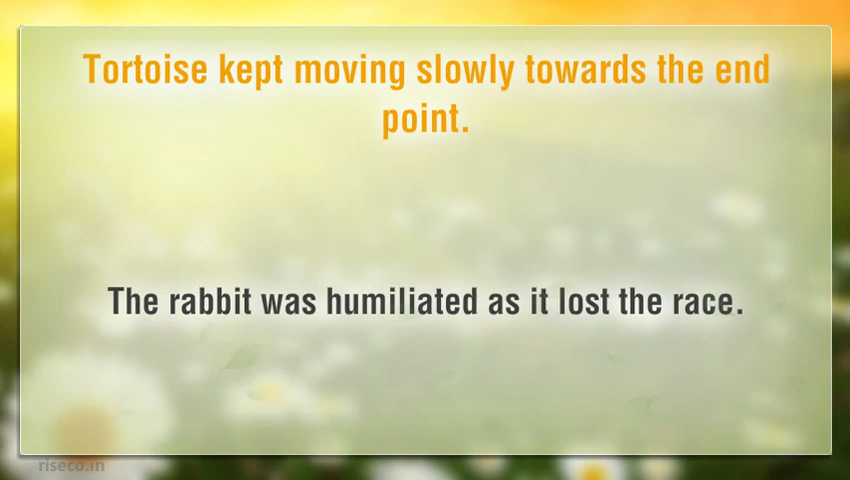 Tortoise kept moving slowly towards the end
point.
The rabbit was humiliated as it lost the race.
riseco.in